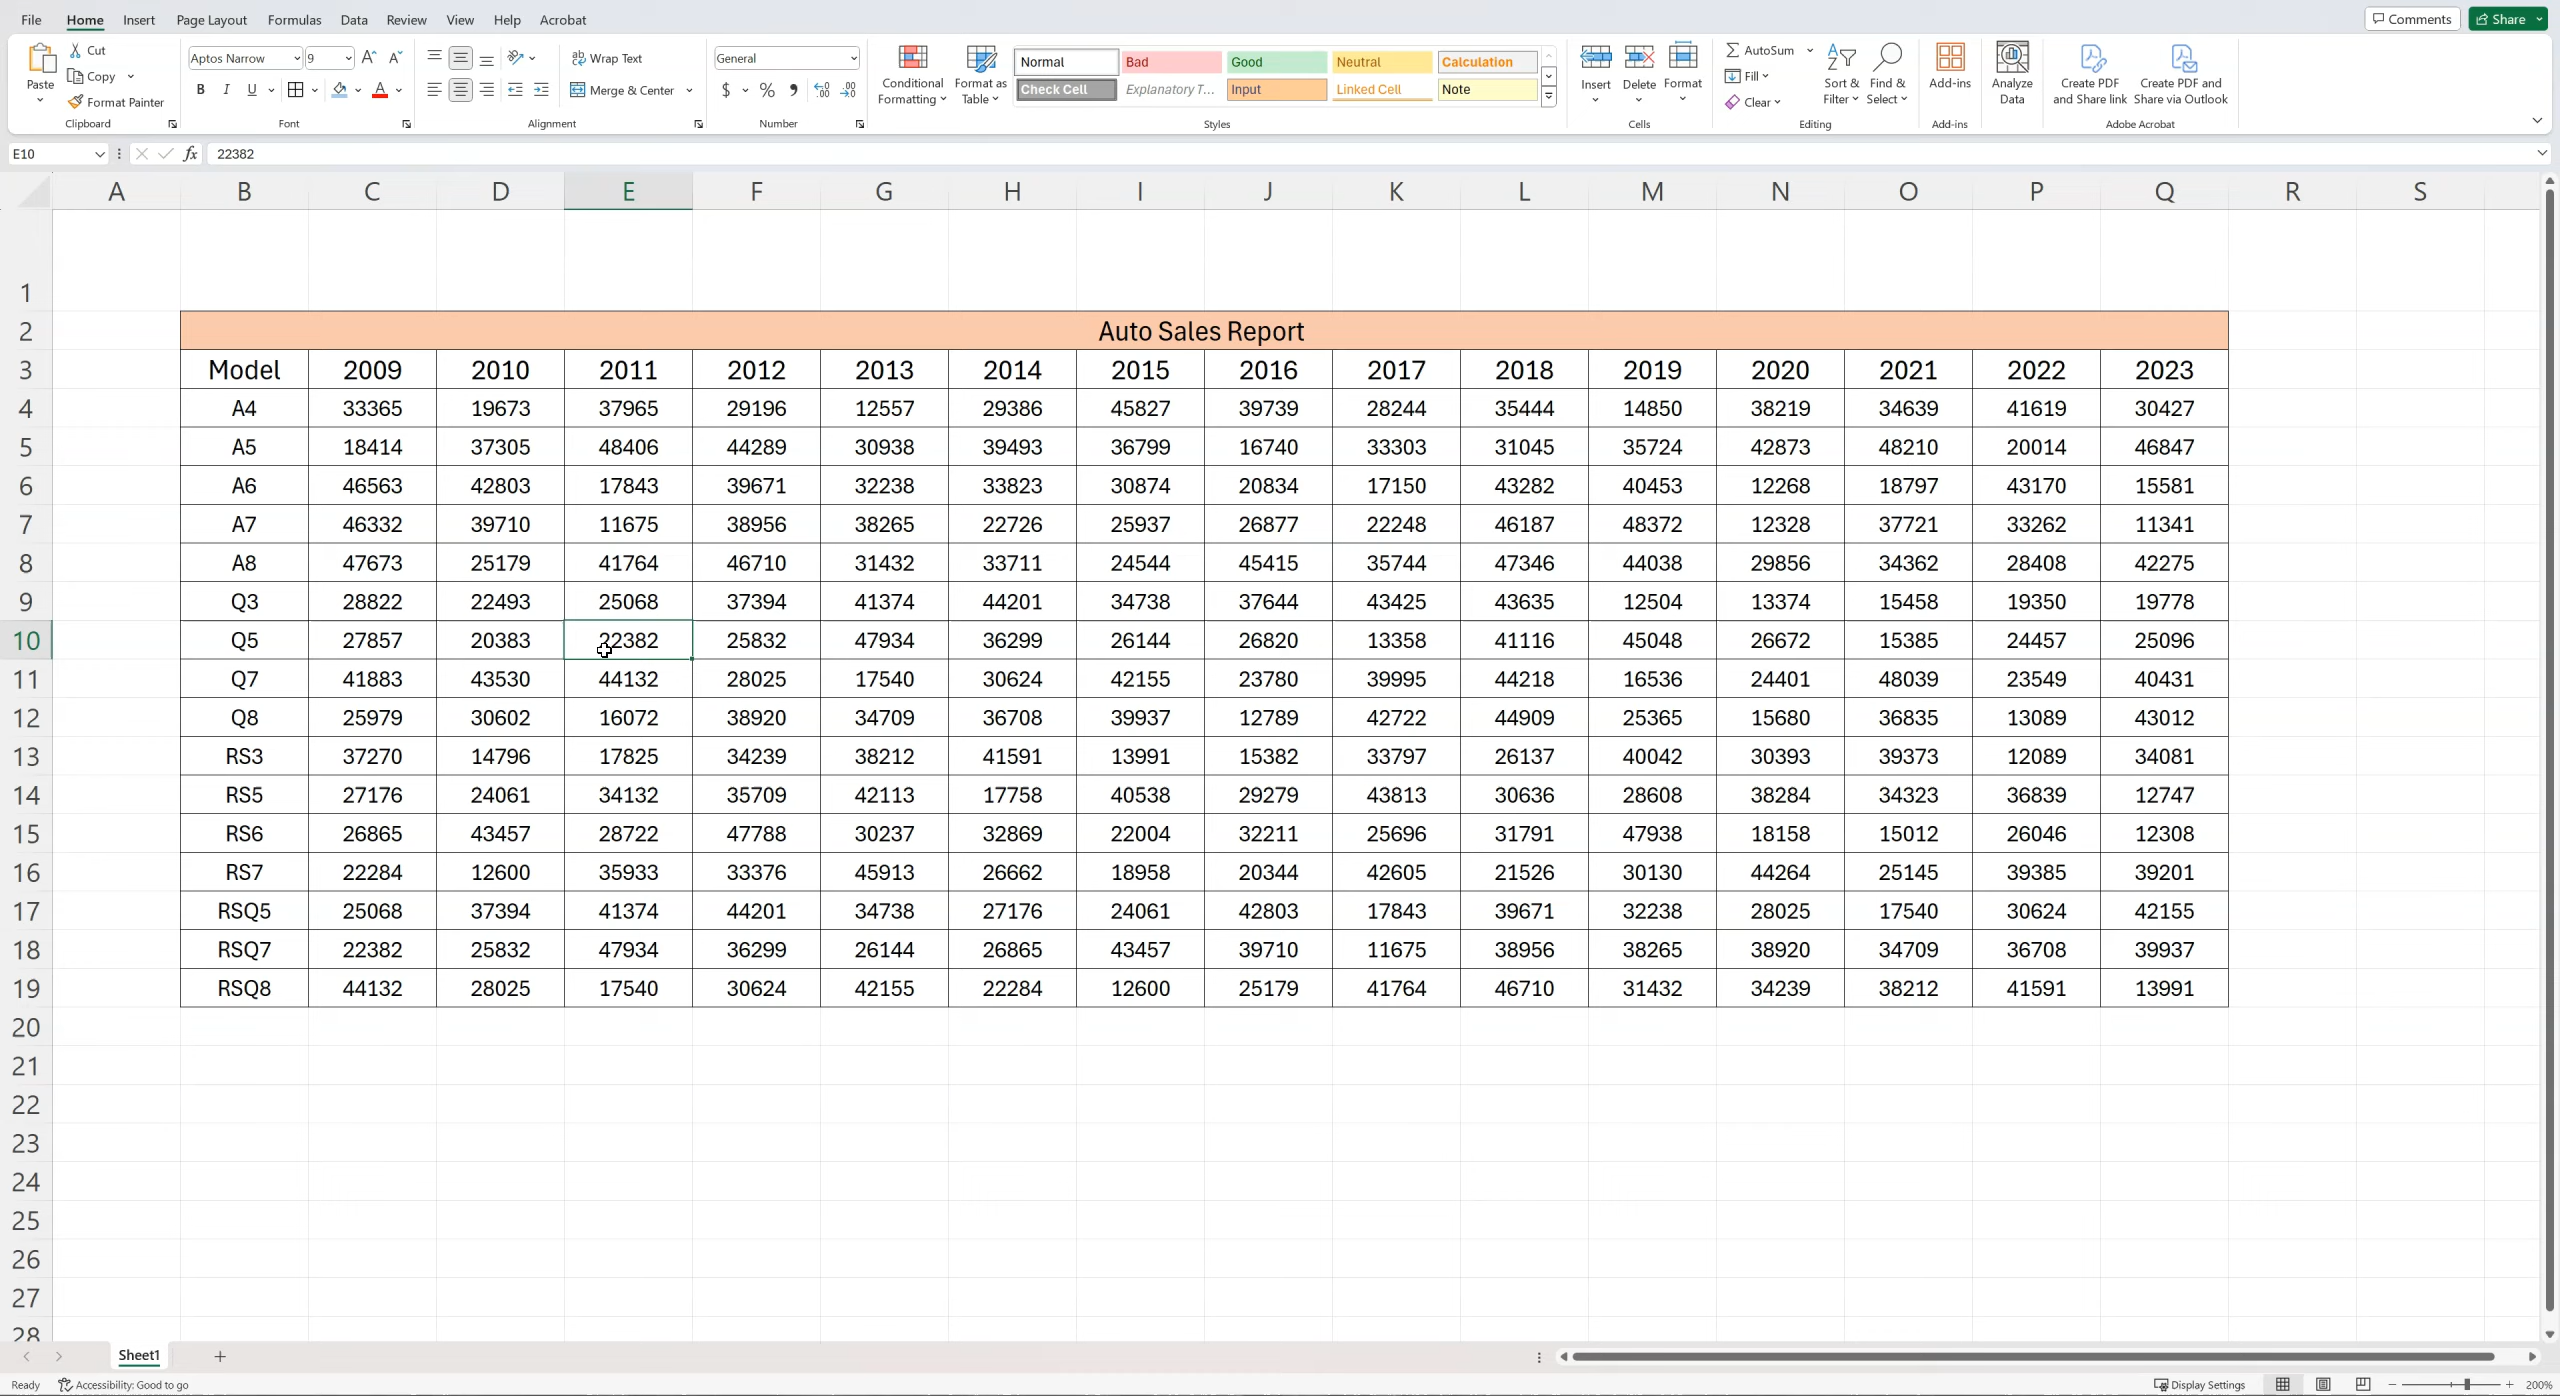 File Home Insert Page Layout Formulas Data Review View Help Acrobat Comments Share
Paste Cut Copy Format Painter Clipboard
Aptos Narrow 9 B I U A Font
Wrap Text Merge & Center Alignment
General $ % Number
Conditional Formatting Format as Table
Normal Bad Good Neutral Calculation
Check Cell Explanatory T... Input Linked Cell Note
Styles
Insert Delete Format Cells
AutoSum Fill Clear Sort & Filter Find & Select Editing
Add-ins Add-ins
Analyze Data
Create PDF and Share link Create PDF and Share via Outlook Adobe Acrobat
E10 fx 22382
A B C D E F G H I J K L M N O P Q R S
1
2 Auto Sales Report
3 Model 2009 2010 2011 2012 2013 2014 2015 2016 2017 2018 2019 2020 2021 2022 2023
4 A4 33365 19673 37965 29196 12557 29386 45827 39739 28244 35444 14850 38219 34639 41619 30427
5 A5 18414 37305 48406 44289 30938 39493 36799 16740 33303 31045 35724 42873 48210 20014 46847
6 A6 46563 42803 17843 39671 32238 33823 30874 20834 17150 43282 40453 12268 18797 43170 15581
7 A7 46332 39710 11675 38956 38265 22726 25937 26877 22248 46187 48372 12328 37721 33262 11341
8 A8 47673 25179 41764 46710 31432 33711 24544 45415 35744 47346 44038 29856 34362 28408 42275
9 Q3 28822 22493 25068 37394 41374 44201 34738 37644 43425 43635 12504 13374 15458 19350 19778
10 Q5 27857 20383 22382 25832 47934 36299 26144 26820 13358 41116 45048 26672 15385 24457 25096
11 Q7 41883 43530 44132 28025 17540 30624 42155 23780 39995 44218 16536 24401 48039 23549 40431
12 Q8 25979 30602 16072 38920 34709 36708 39937 12789 42722 44909 25365 15680 36835 13089 43012
13 RS3 37270 14796 17825 34239 38212 41591 13991 15382 33797 26137 40042 30393 39373 12089 34081
14 RS5 27176 24061 34132 35709 42113 17758 40538 29279 43813 30636 28608 38284 34323 36839 12747
15 RS6 26865 43457 28722 47788 30237 32869 22004 32211 25696 31791 47938 18158 15012 26046 12308
16 RS7 22284 12600 35933 33376 45913 26662 18958 20344 42605 21526 30130 44264 25145 39385 39201
17 RSQ5 25068 37394 41374 44201 34738 27176 24061 42803 17843 39671 32238 28025 17540 30624 42155
18 RSQ7 22382 25832 47934 36299 26144 26865 43457 39710 11675 38956 38265 38920 34709 36708 39937
19 RSQ8 44132 28025 17540 30624 42155 22284 12600 25179 41764 46710 31432 34239 38212 41591 13991
20
21
22
23
24
25
26
27
28
Sheet1
Ready Accessibility: Good to go Display Settings 200%